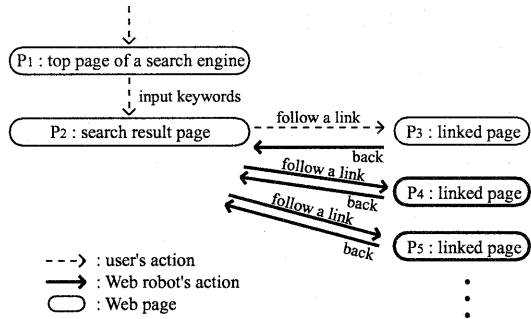 P1 : top page of a search engine
input keywords
P2 : search result page
follow a link
P3 : linked page
back
follow a link
P4 : linked page
back
follow a link
P5 : linked page
back
: user's action
: Web robot's action
: Web page